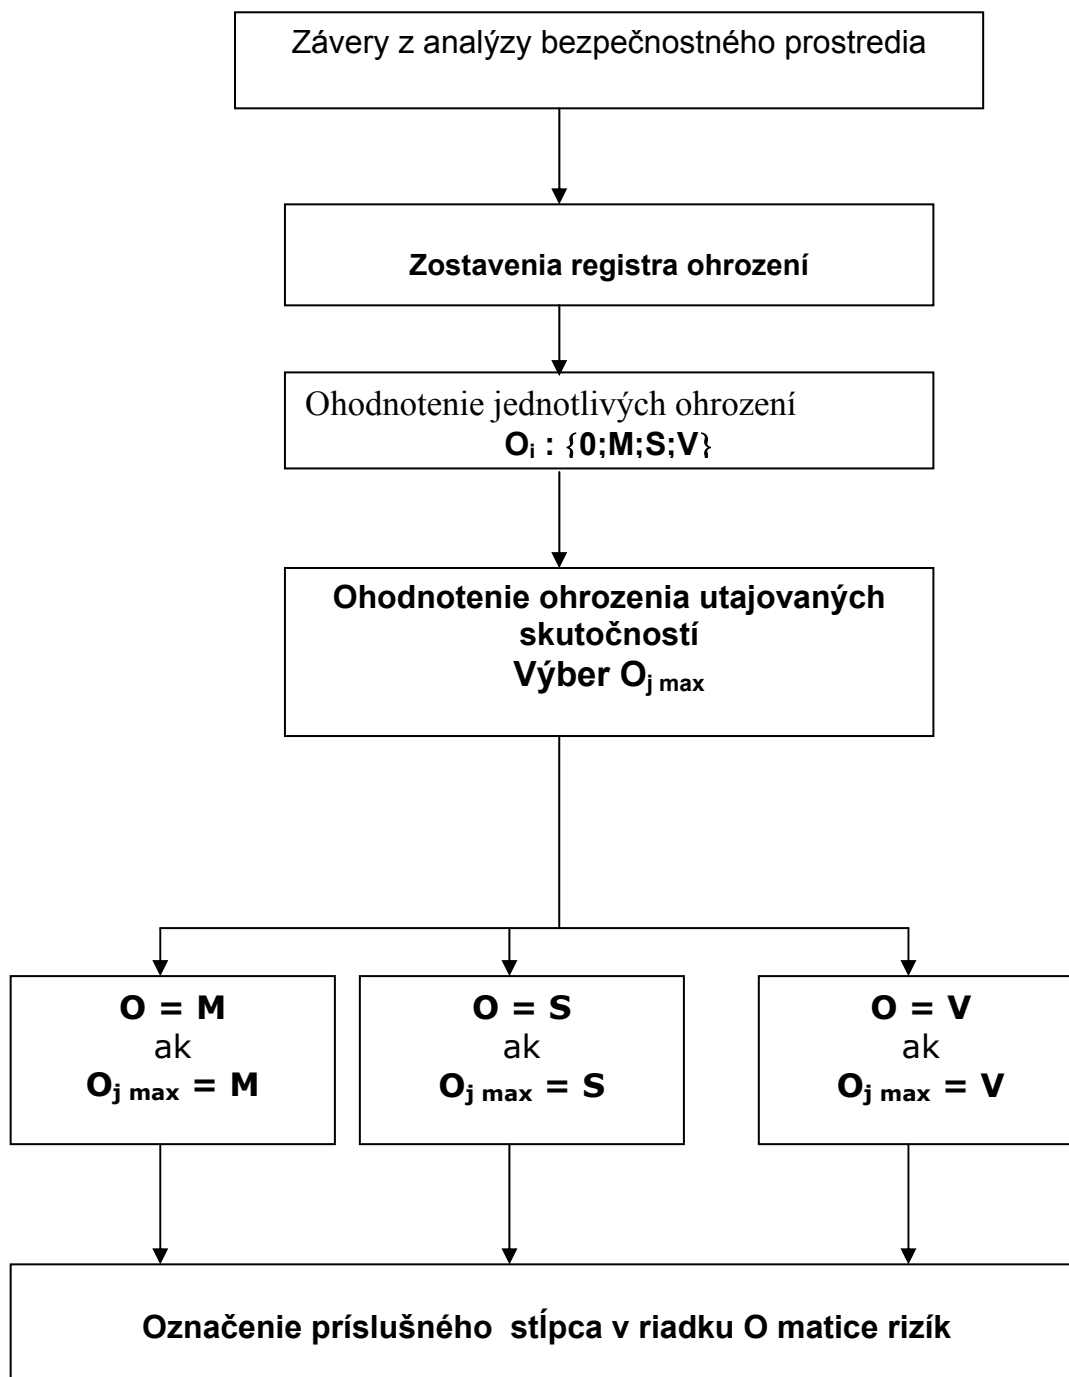 Závery z analýzy bezpečnostného prostredia
Zostavenia registra ohrození
Ohodnotenie jednotlivých ohrození
Oi : {0;M;S;V}
Ohodnotenie ohrozenia utajovaných
skutočností
Výber Oj max
O = M
ak
Oj max = M
O = S
ak
Oj max = S
O = V
ak
Oj max = V
Označenie príslušného stĺpca v riadku O matice rizík